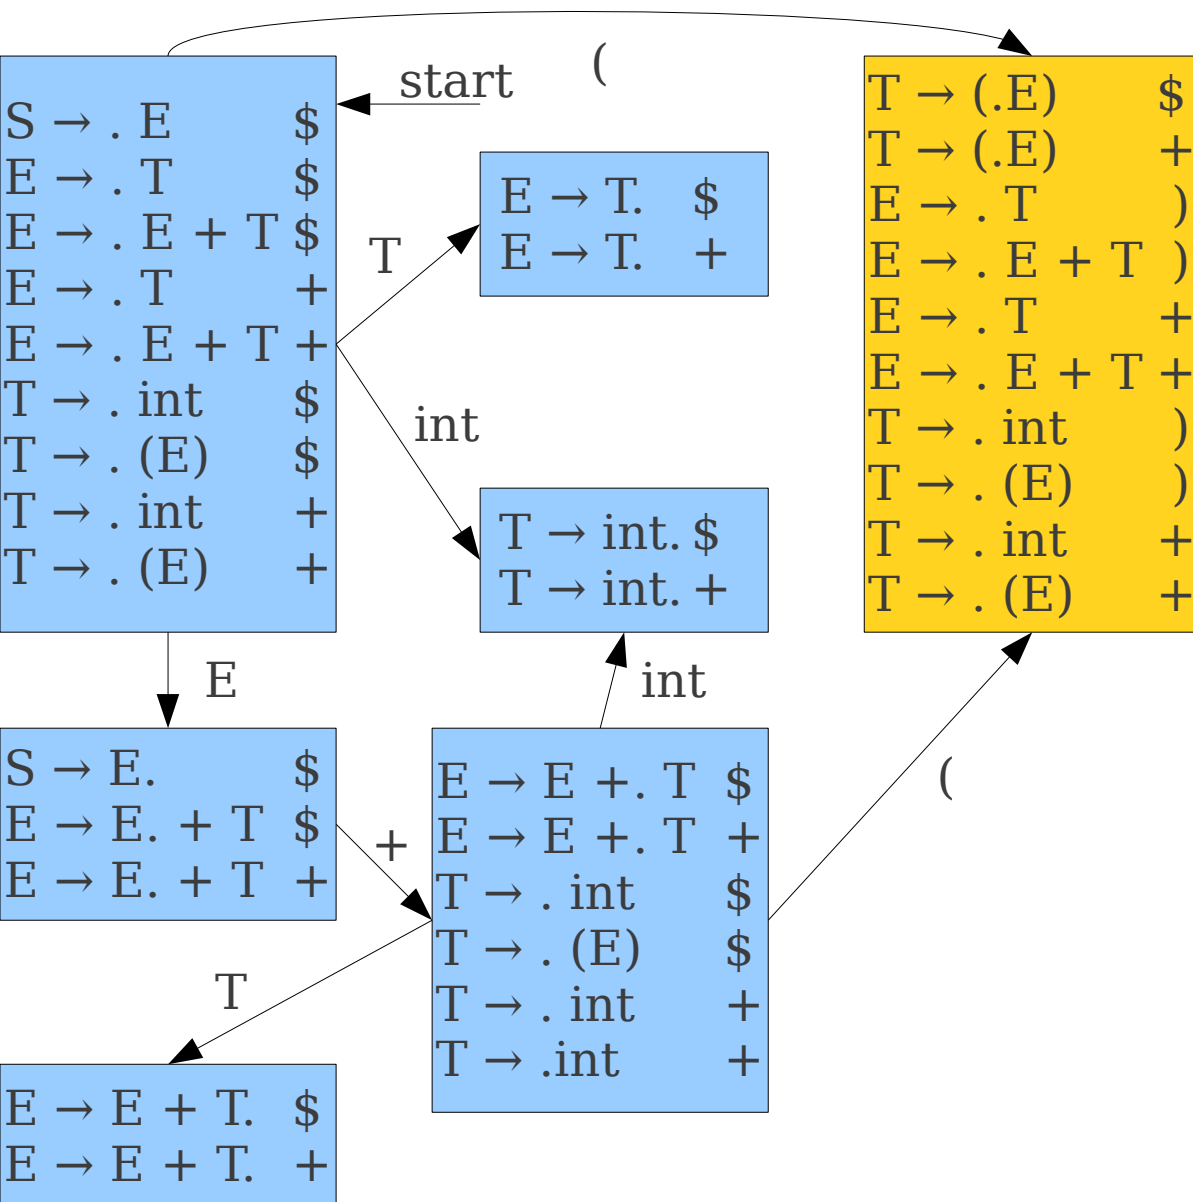 (
start
S → . E $
E → . T $
E → . E + T $
E → . T +
E → . E + T +
T → . int $
T → . (E) $
T → . int +
T → . (E) +
T
E → T. $
E → T. +
int
T → int. $
T → int. +
T → (.E) $
T → (.E) +
E → . T )
E → . E + T )
E → . T +
E → . E + T +
T → . int )
T → . (E) )
T → . int +
T → . (E) +
E
int
S → E. $
E → E. + T $
E → E. + T +
+
E → E +. T $
E → E +. T +
T → . int $
T → . (E) $
T → . int +
T → .int +
(
T
E → E + T. $
E → E + T. +